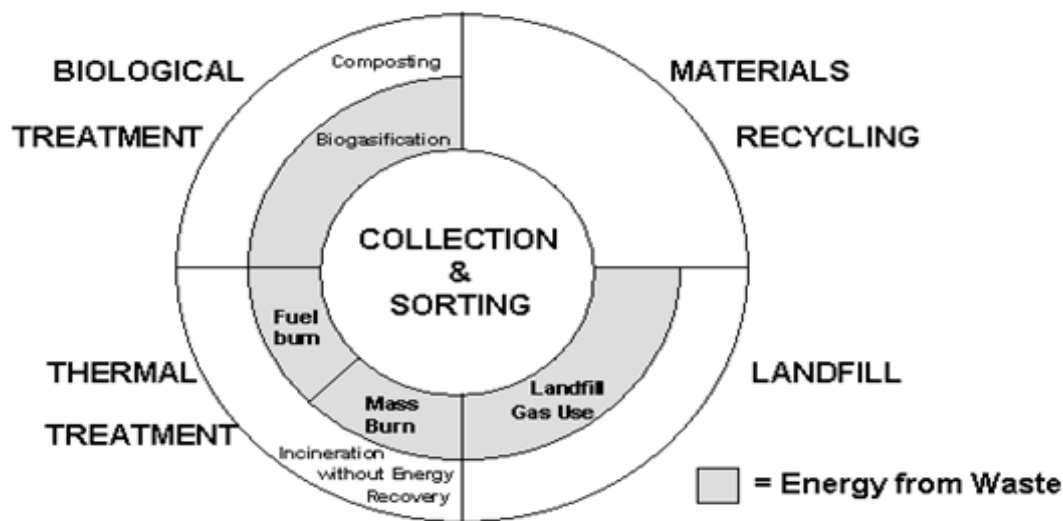 BIOLOGICAL
TREATMENT
Composting
Biogasification
MATERIALS
RECYCLING
COLLECTION
&
SORTING
Fuel
burn
Mass
Burn
Incineration
without Energy
Recovery
THERMAL
TREATMENT
Landfill
Gas Use
LANDFILL
= Energy from Waste